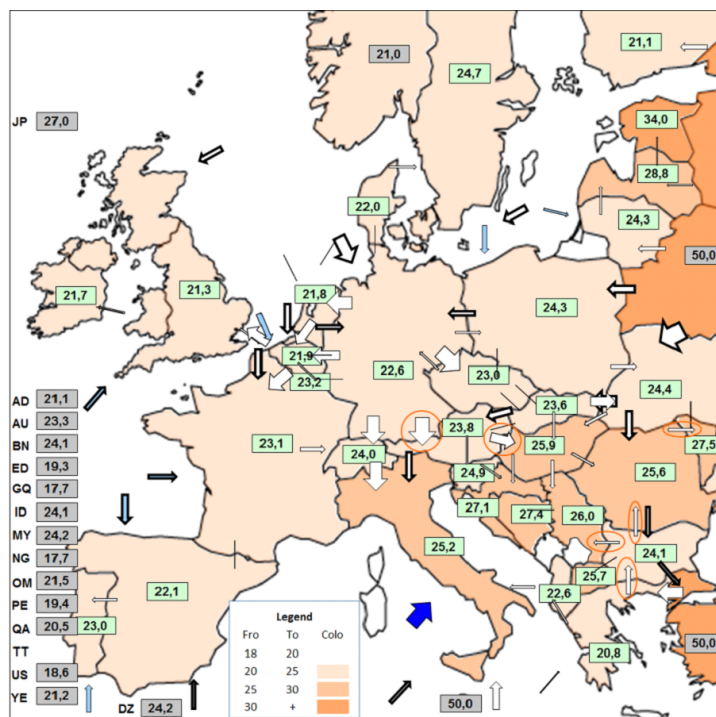 21,0
24,7
21,1
JP 27,0
34,0
28,8
22,0
24,3
50,0
21,7
21,3
21,8
24,3
21,9
23,2
22,6
23,0
23,6
24,4
AD 21,1
AU 23,3
BN 24,1
ED 19,3
GQ 17,7
ID 24,1
MY 24,2
NG 17,7
OM 21,5
PE 19,4
QA 20,5
TT
US 18,6
YE 21,2
23,1
24,0
23,8
25,9
27,5
24,9
25,6
27,1
27,4
26,0
25,2
24,1
25,7
22,6
22,1
23,0
20,8
50,0
Legend
Fro To Colo
18 20
20 25
25 30
30 +
DZ 24,2
50,0